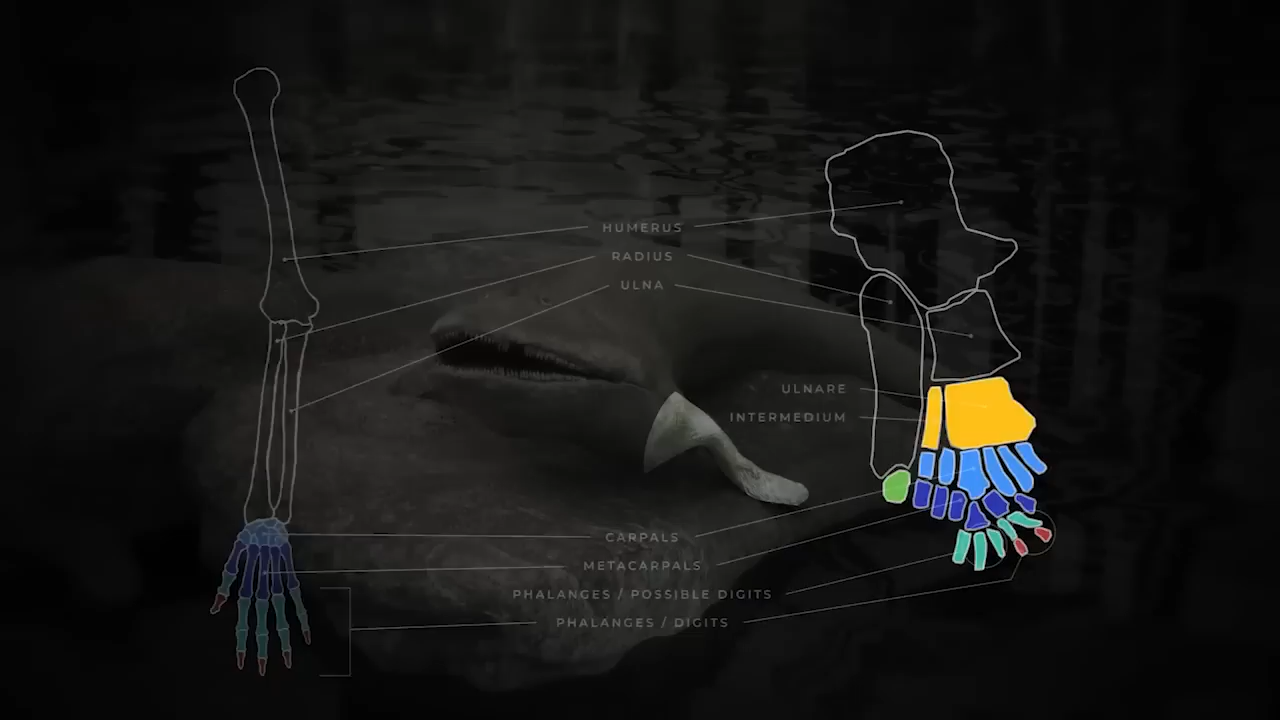 HUMERUS
RADIUS
ULNA
ULNARE
INTERMEDIUM
CARPALS
METACARPALS
PHALANGES / POSSIBLE DIGITS
PHALANGES / DIGITS